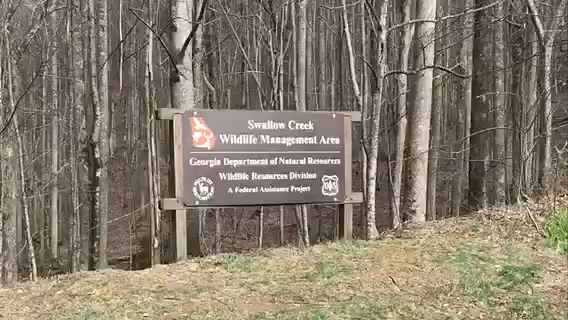 Swallow Creek
Wildlife Management Area
Georgia Department of Natural Resources
Wildlife Resources Division
A Federal Assistance Project